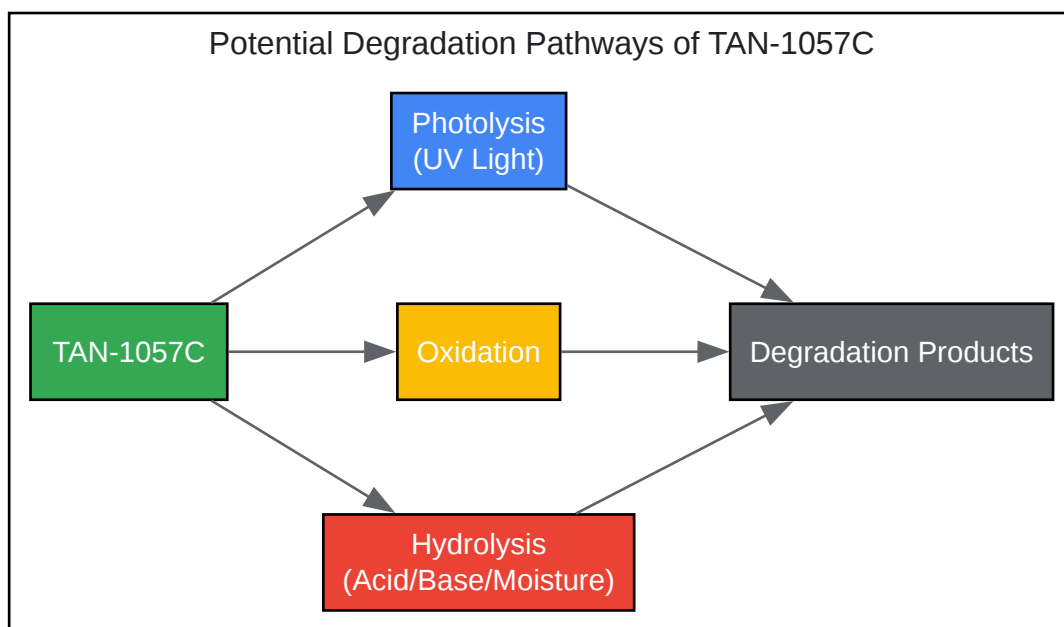 Potential Degradation Pathways of TAN-1057C
Photolysis
(UV Light)
TAN-1057C
Oxidation
Degradation Products
Hydrolysis
(Acid/Base/Moisture)